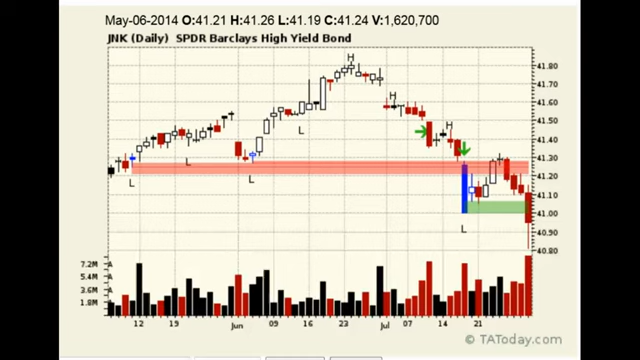 May-06-2014 O:41.21 H:41.26 L:41.19 C:41.24 V:1,620,700
JNK (Daily) SPDR Barclays High Yield Bond
H
41.80
41.70
H
41.60
41.50
H
L
41.40
L
41.30
L
L
41.20
41.10
41.00
L
40.90
40.80
7.2M
5.4M
3.6M
1.8M
12 19 Jun 09 16 23 Jul 07 14 21
© TAToday.com